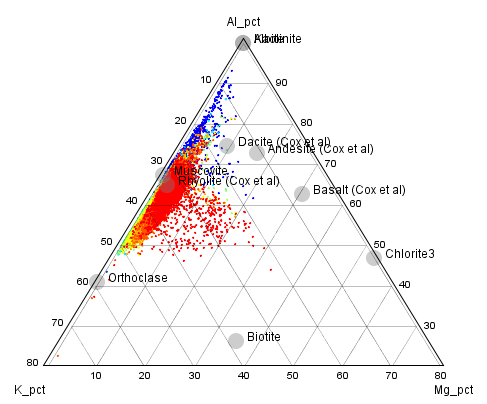 Al_pct
Kaolinite
10
90
20
80
Dacite (Cox et al)
Andesite (Cox et al)
30
70
Muscovite
Rhyolite (Cox et al)
Basalt (Cox et al)
40
60
50
50
Chlorite3
60
Orthoclase
40
70
30
Biotite
80
10
20
30
40
50
60
70
80
K_pct
Mg_pct